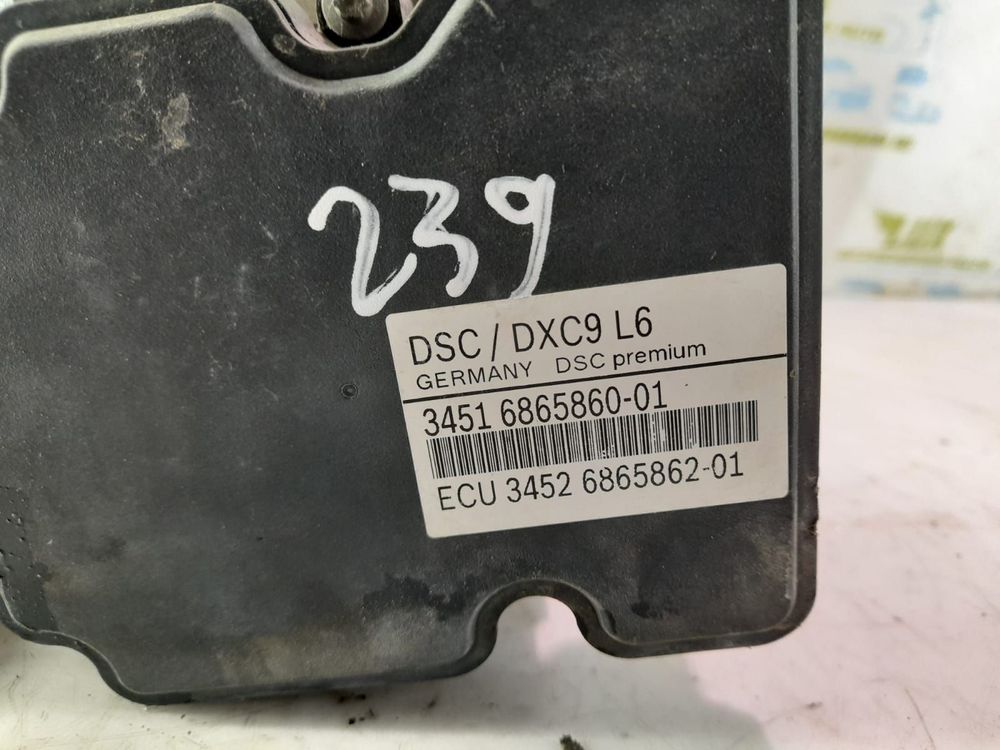 239
DSC / DXC9 L6
GERMANY DSC premium
3451 6865860-01
ECU 3452 6865862-01